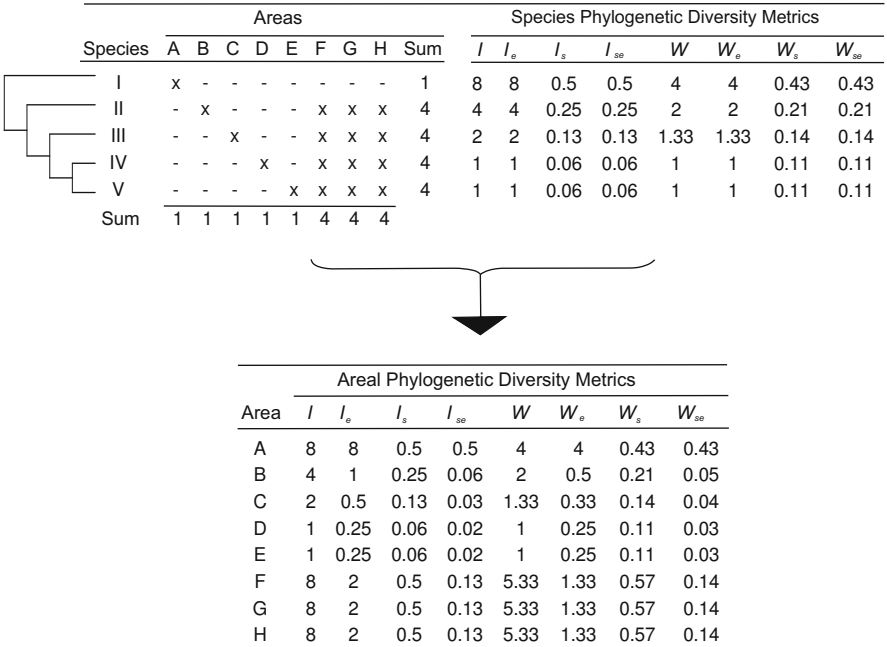 Areas Species Phylogenetic Diversity Metrics
Species A B C D E F G H Sum I Ie Is Ise W We Ws Wse
I x - - - - - - - 1 8 8 0.5 0.5 4 4 0.43 0.43
II - x - - - x x x 4 4 4 0.25 0.25 2 2 0.21 0.21
III - - x - - x x x 4 2 2 0.13 0.13 1.33 1.33 0.14 0.14
IV - - - x - x x x 4 1 1 0.06 0.06 1 1 0.11 0.11
V - - - - x x x x 4 1 1 0.06 0.06 1 1 0.11 0.11
Sum 1 1 1 1 1 4 4 4
Areal Phylogenetic Diversity Metrics
Area I Ie Is Ise W We Ws Wse
A 8 8 0.5 0.5 4 4 0.43 0.43
B 4 1 0.25 0.06 2 0.5 0.21 0.05
C 2 0.5 0.13 0.03 1.33 0.33 0.14 0.04
D 1 0.25 0.06 0.02 1 0.25 0.11 0.03
E 1 0.25 0.06 0.02 1 0.25 0.11 0.03
F 8 2 0.5 0.13 5.33 1.33 0.57 0.14
G 8 2 0.5 0.13 5.33 1.33 0.57 0.14
H 8 2 0.5 0.13 5.33 1.33 0.57 0.14